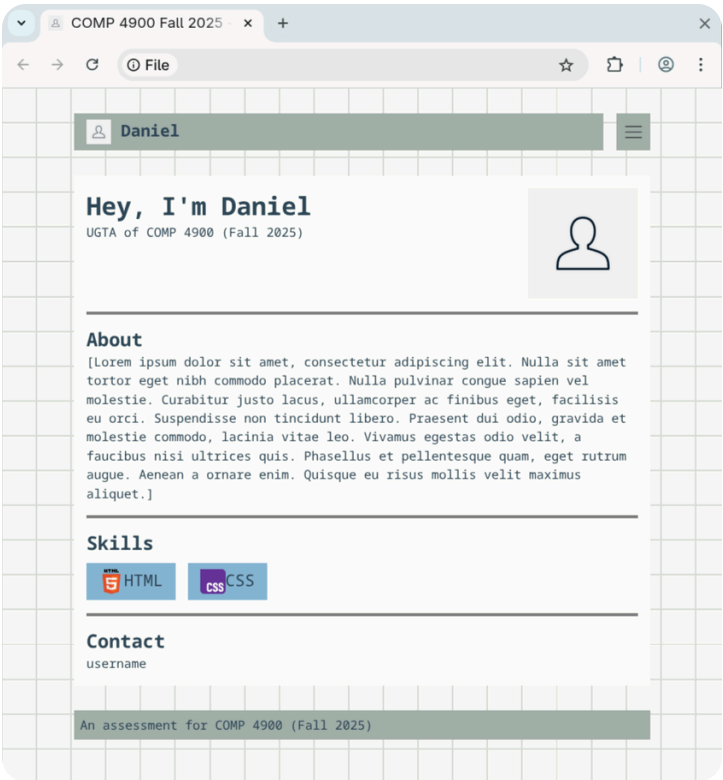 COMP 4900 Fall 2025
File
Daniel
Hey, I'm Daniel
UGTA of COMP 4900 (Fall 2025)
About
[Lorem ipsum dolor sit amet, consectetur adipiscing elit. Nulla sit amet
tortor eget nibh commodo placerat. Nulla pulvinar congue sapien vel
molestie. Curabitur justo lacus, ullamcorper ac finibus eget, facilisis
eu orci. Suspendisse non tincidunt libero. Praesent dui odio, gravida et
molestie commodo, lacinia vitae leo. Vivamus egestas odio velit, a
faucibus nisi ultrices quis. Phasellus et pellentesque quam, eget rutrum
augue. Aenean a ornare enim. Quisque eu risus mollis velit maximus
aliquet.]
Skills
HTML
5
HTML
CSS
CSS
Contact
username
An assessment for COMP 4900 (Fall 2025)